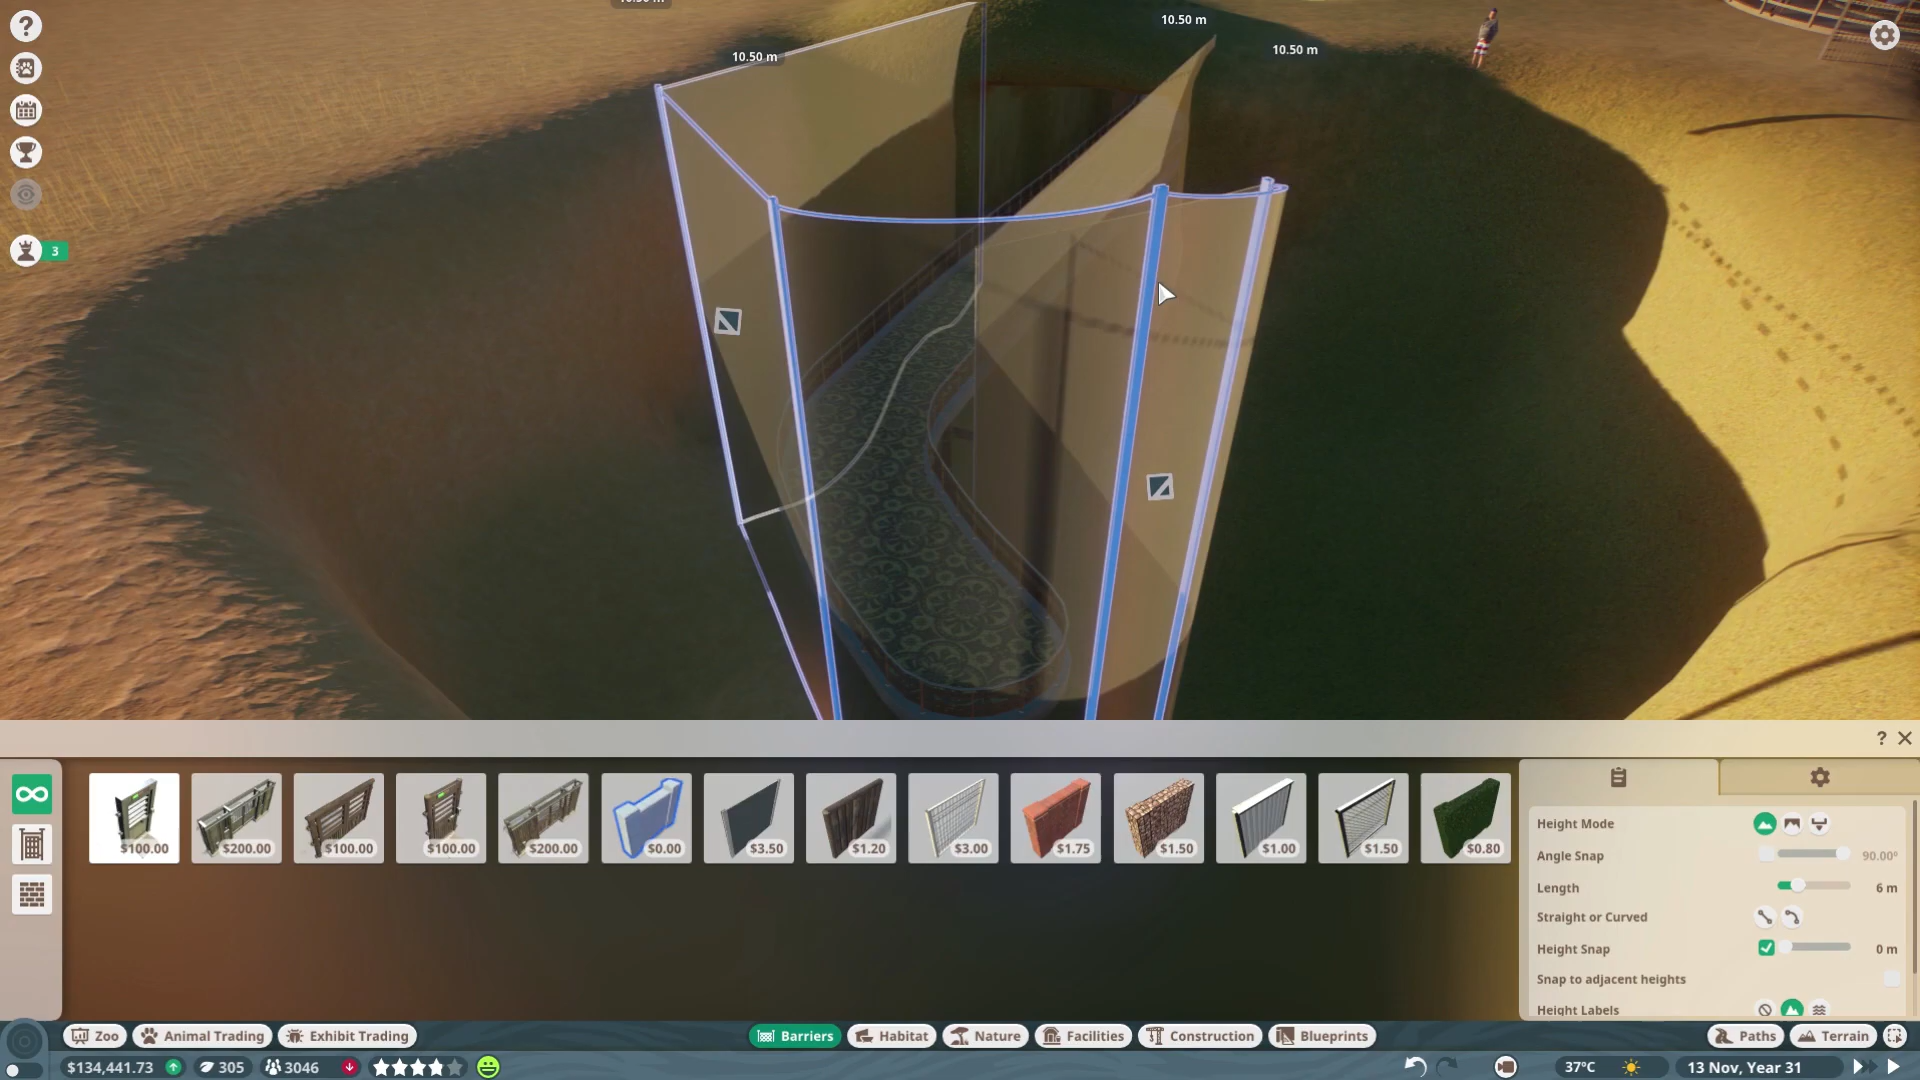 10.50 m
10.50 m
10.50 m
10.50 m
?
3
? ×
$100.00 $200.00 $100.00 $100.00 $200.00 $0.00 $3.50 $1.20 $3.00 $1.75 $1.50 $1.00 $1.50 $0.80
Height Mode
Angle Snap 90.00°
Length 6 m
Straight or Curved
Height Snap 0 m
Snap to adjacent heights
Height Labels
Zoo Animal Trading Exhibit Trading Barriers Habitat Nature Facilities Construction Blueprints Paths Terrain
$134,441.73 305 3046 37°C 13 Nov, Year 31